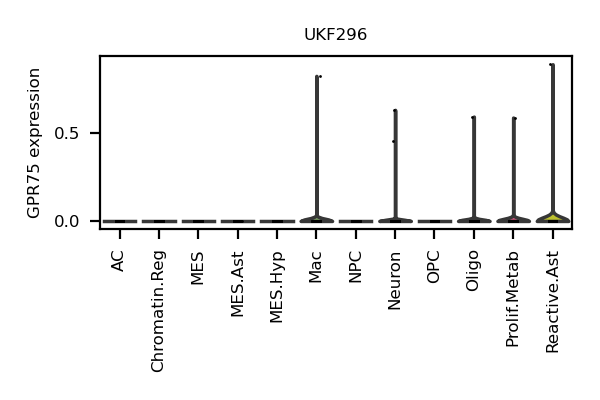 UKF296
GPR75 expression
0.5
0.0
AC
Chromatin.Reg
MES
MES.Ast
MES.Hyp
Mac
NPC
Neuron
OPC
Oligo
Prolif.Metab
Reactive.Ast